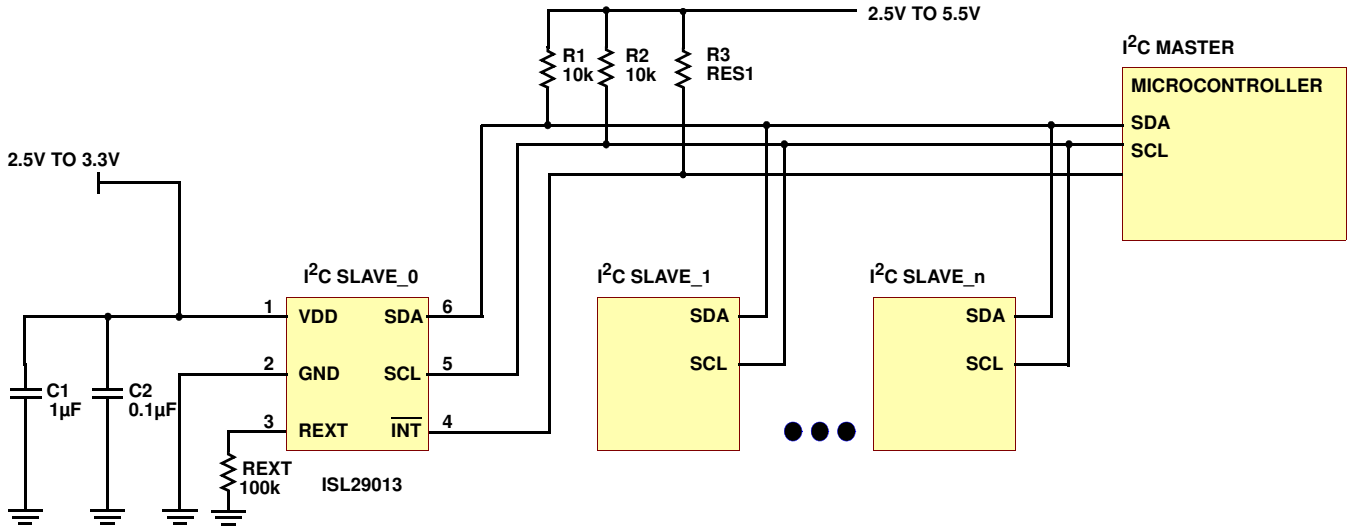 2.5V TO 5.5V
I²C MASTER
R1
10k
R2
10k
R3
RES1
MICROCONTROLLER
SDA
SCL
2.5V TO 3.3V
I²C SLAVE_0
I²C SLAVE_1
I²C SLAVE_n
1
VDD
SDA
6
SDA
SDA
2
GND
SCL
5
SCL
SCL
C1
1µF
C2
0.1µF
3
REXT
INT
4
REXT
100k
ISL29013